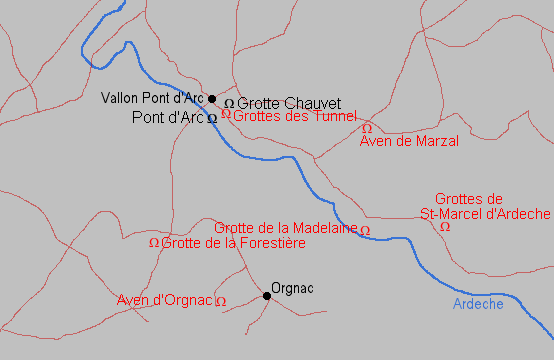 Vallon Pont d'Arc
Ω Grotte Chauvet
Pont d'Arc Ω
Ω Grottes des Tunnel
Ω
Aven de Marzal
Grottes de
St-Marcel d'Ardeche
Ω
Grotte de la Madelaine Ω
Ω Grotte de la Forestière
Orgnac
Aven d'Orgnac Ω
Ardeche